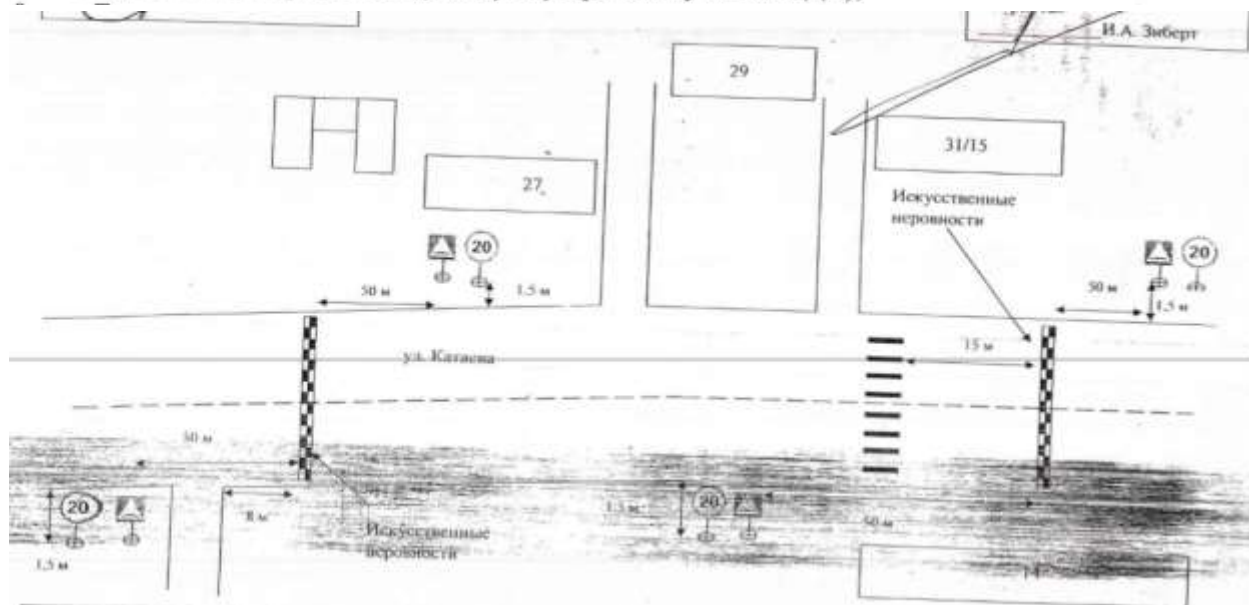 И.А. Зиберт
29
31/15
27
Искусственные
неровности
20
20
50 м
1,5 м
50 м
1,5 м
ул. Катаева
15 м
50 м
20
8 м
1,5 м
Искусственные
неровности
1,5 м
20
50 м
14